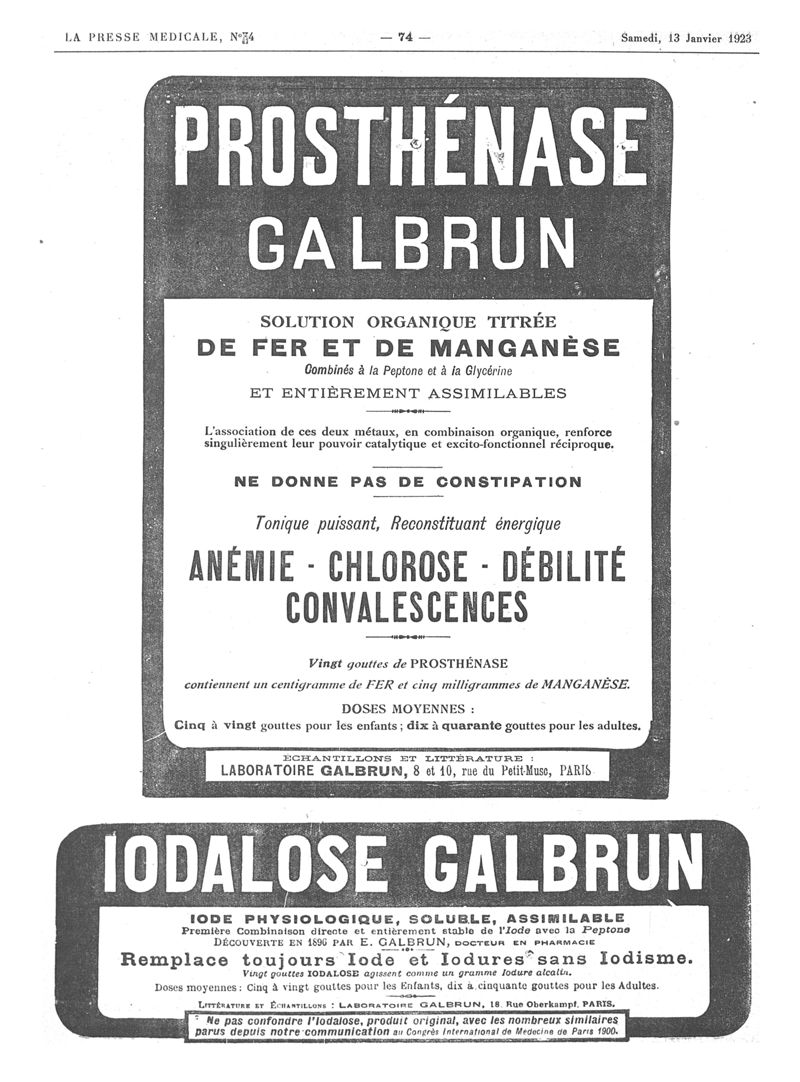 LA PRESSE MEDICALE, N° 4
— 74 —
Samedi, 13 Janvier 1923
PROSTHÉNASE
GALBRUN
SOLUTION ORGANIQUE TITRÉE
DE FER ET DE MANGANÈSE
Combinés à la Peptone et à la Glycérine
ET ENTIÈREMENT ASSIMILABLES
L'association de ces deux métaux, en combinaison organique, renforce
singulièrement leur pouvoir catalytique et excito-fonctionnel réciproque.
NE DONNE PAS DE CONSTIPATION
Tonique puissant, Reconstituant énergique
ANÉMIE - CHLOROSE - DÉBILITÉ
CONVALESCENCES
Vingt gouttes de PROSTHÉNASE
contiennent un centigramme de FER et cinq milligrammes de MANGANÈSE.
DOSES MOYENNES :
Cinq à vingt gouttes pour les enfants ; dix à quarante gouttes pour les adultes.
ECHANTILLONS ET LITTÉRATURE :
LABORATOIRE GALBRUN, 8 et 10, rue du Petit-Musc, PARIS
IODALOSE GALBRUN
IODE PHYSIOLOGIQUE, SOLUBLE, ASSIMILABLE
Première Combinaison directe et entièrement stable de l'Iode avec la Peptone
DÉCOUVERTE EN 1896 PAR E. GALBRUN, DOCTEUR EN PHARMACIE
Remplace toujours Iode et Iodures* sans Iodisme.
Vingt gouttes IODALOSE agissent comme un gramme Iodure alcalin.
Doses moyennes : Cinq à vingt gouttes pour les Enfants, dix à cinquante gouttes pour les Adultes.
LITTÉRATURE ET ÉCHANTILLONS : LABORATOIRE GALBRUN, 18, Rue Oberkampf, PARIS.
* Ne pas confondre l'Iodalose, produit original, avec les nombreux similaires
parus depuis notre communication au Congrès International de Médecine de Paris 1900.